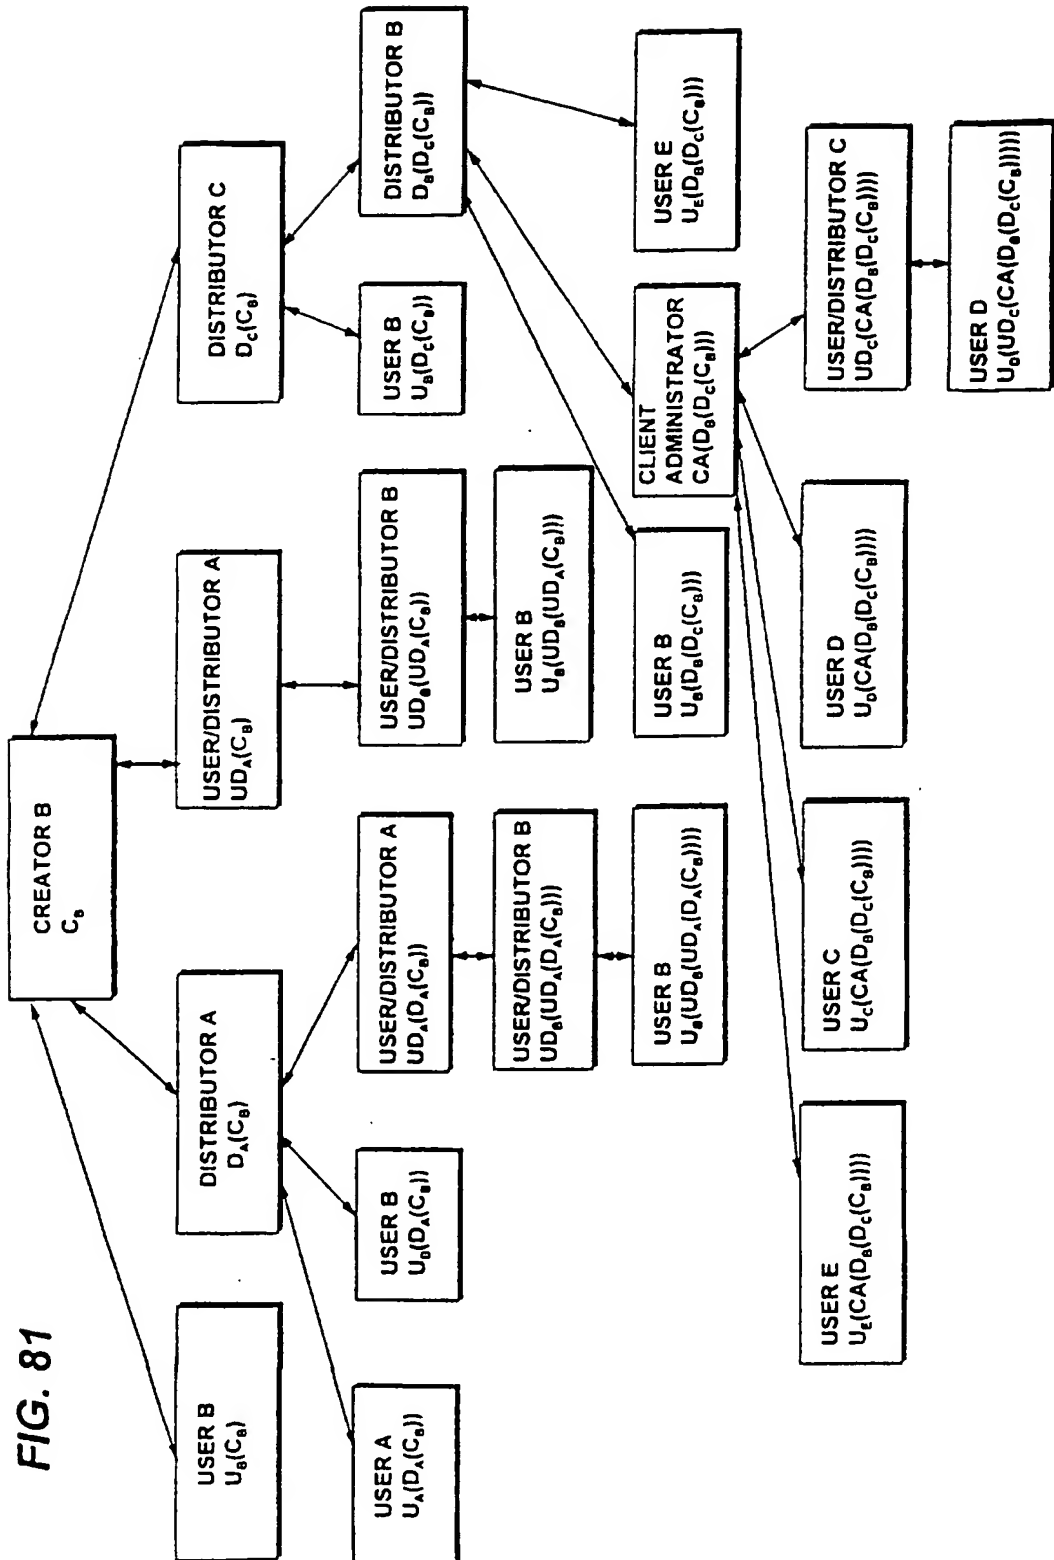 FIG. 81
CREATOR B
C_B
USER B
U_B(C_B)
DISTRIBUTOR A
D_A(C_B)
USER/DISTRIBUTOR A
UD_A(C_B)
DISTRIBUTOR C
D_C(C_B)
USER A
U_A(D_A(C_B))
USER B
U_D(D_A(C_B))
USER/DISTRIBUTOR A
UD_A(D_A(C_B))
USER/DISTRIBUTOR B
UD_B(UD_A(C_B))
USER B
U_B(D_C(C_B))
DISTRIBUTOR B
D_B(D_C(C_B))
USER/DISTRIBUTOR B
UD_B(UD_A(D_A(C_B)))
USER B
U_B(UD_B(UD_A(C_B)))
USER B
U_B(UD_B(UD_A(D_A(C_B))))
USER B
U_B(D_B(D_C(C_B)))
CLIENT
ADMINISTRATOR
CA(D_B(D_C(C_B)))
USER E
U_E(D_B(D_C(C_B)))
USER E
U_E(CA(D_B(D_C(C_B))))
USER C
U_C(CA(D_B(D_C(C_B))))
USER D
U_D(CA(D_B(D_C(C_B))))
USER/DISTRIBUTOR C
UD_C(CA(D_B(D_C(C_B))))
USER D
U_D(UD_C(CA(D_B(D_C(C_B)))))